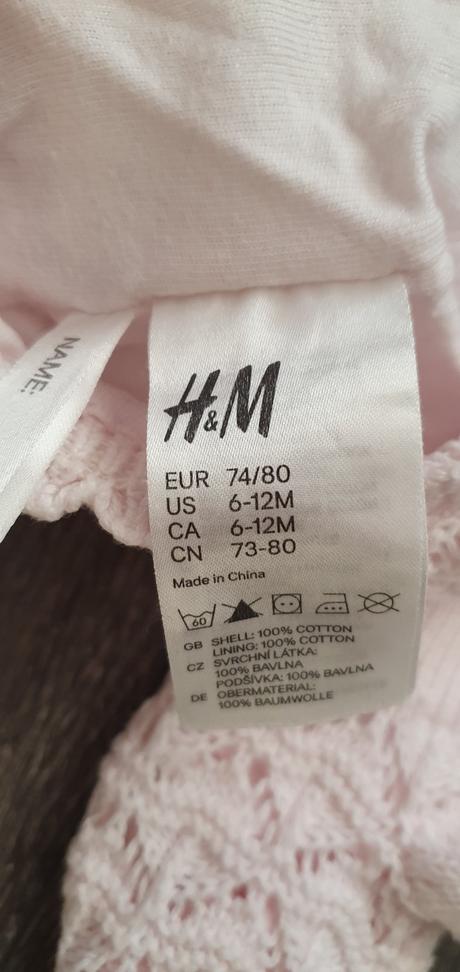 NAME:
H&M
EUR 74/80
US 6-12M
CA 6-12M
CN 73-80
Made in China
60
GB SHELL: 100% COTTON
LINING: 100% COTTON
CZ SVRCHNÍ LÁTKA:
100% BAVLNA
PODŠÍVKA: 100% BAVLNA
DE OBERMATERIAL:
100% BAUMWOLLE